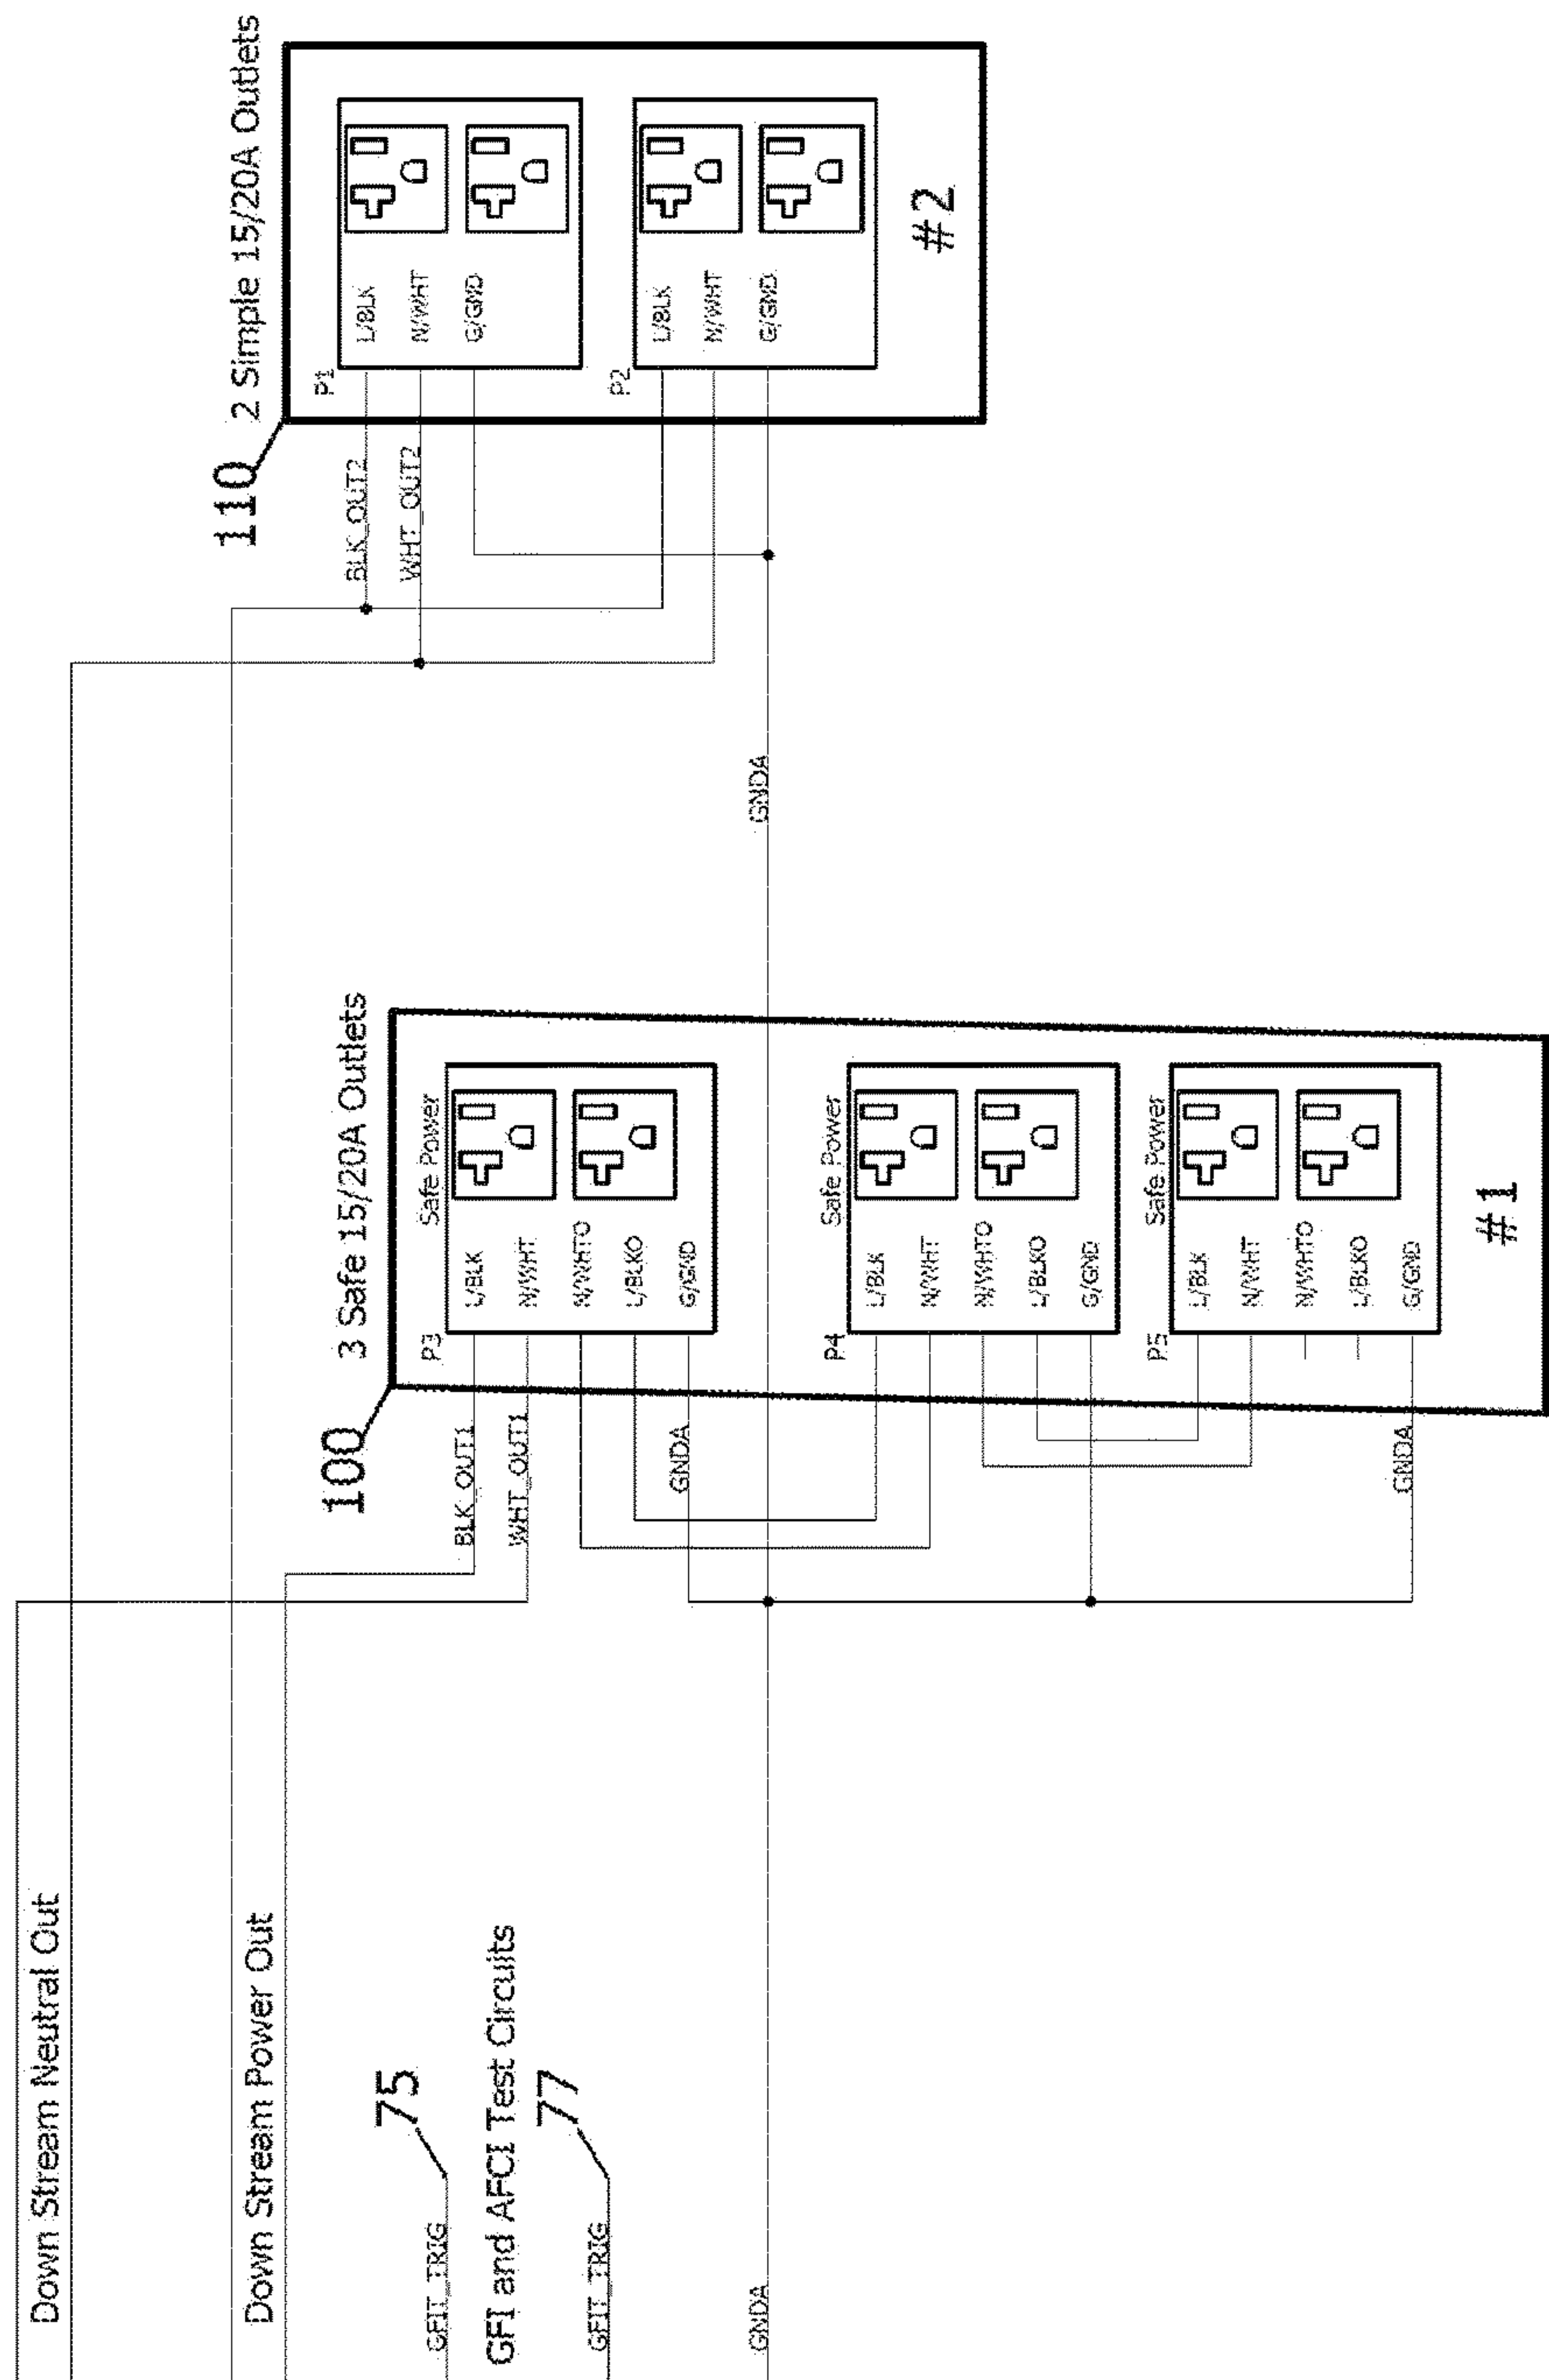 Down Stream Neutral Out
Down Stream Power Out
75
GFIT_TRIG
GFI and AFCI Test Circuits
77
GFIT_TRIG
GNDA
100
3 Safe 15/20A Outlets
BLK_OUT1
WHT_OUT1
GNDA
P3
Safe Power
L/BLK
N/WHT
N/WHTO
L/BLKO
G/GND
P4
Safe Power
L/BLK
N/WHT
N/WHTO
L/BLKO
G/GND
P5
Safe Power
L/BLK
N/WHT
N/WHTO
L/BLKO
G/GND
GNDA
#1
GNDA
110
2 Simple 15/20A Outlets
BLK_OUT2
WHT_OUT2
P1
L/BLK
N/WHT
G/GND
P2
L/BLK
N/WHT
G/GND
#2